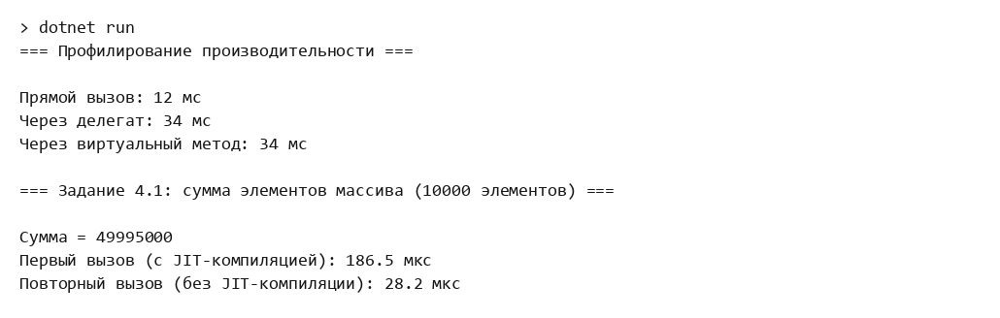 > dotnet run
=== Профилирование производительности ===
Прямой вызов: 12 мс
Через делегат: 34 мс
Через виртуальный метод: 34 мс
=== Задание 4.1: сумма элементов массива (10000 элементов) ===
Сумма = 49995000
Первый вызов (с JIT-компиляцией): 186.5 мкс
Повторный вызов (без JIT-компиляции): 28.2 мкс